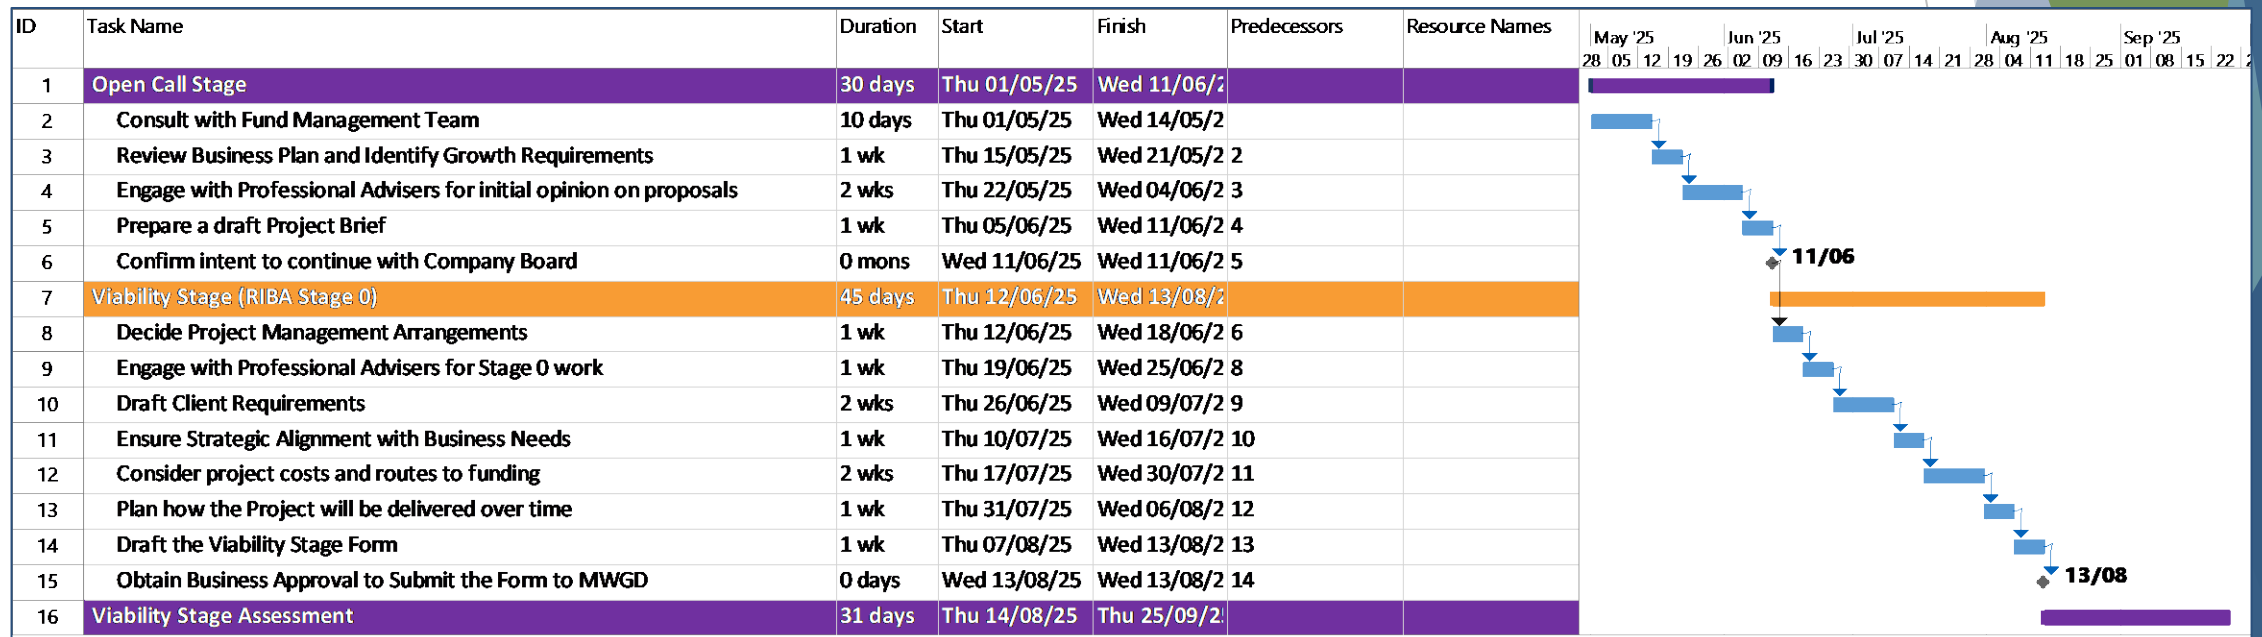 ID Task Name Duration Start Finish Predecessors Resource Names
May '25 Jun '25 Jul '25 Aug '25 Sep '25
28 05 12 19 26 02 09 16 23 30 07 14 21 28 04 11 18 25 01 08 15 22
1 Open Call Stage 30 days Thu 01/05/25 Wed 11/06/2
2 Consult with Fund Management Team 10 days Thu 01/05/25 Wed 14/05/2
3 Review Business Plan and Identify Growth Requirements 1 wk Thu 15/05/25 Wed 21/05/2 2
4 Engage with Professional Advisers for initial opinion on proposals 2 wks Thu 22/05/25 Wed 04/06/2 3
5 Prepare a draft Project Brief 1 wk Thu 05/06/25 Wed 11/06/2 4
6 Confirm intent to continue with Company Board 0 mons Wed 11/06/25 Wed 11/06/2 5 11/06
7 Viability Stage (RIBA Stage 0) 45 days Thu 12/06/25 Wed 13/08/2
8 Decide Project Management Arrangements 1 wk Thu 12/06/25 Wed 18/06/2 6
9 Engage with Professional Advisers for Stage 0 work 1 wk Thu 19/06/25 Wed 25/06/2 8
10 Draft Client Requirements 2 wks Thu 26/06/25 Wed 09/07/2 9
11 Ensure Strategic Alignment with Business Needs 1 wk Thu 10/07/25 Wed 16/07/2 10
12 Consider project costs and routes to funding 2 wks Thu 17/07/25 Wed 30/07/2 11
13 Plan how the Project will be delivered over time 1 wk Thu 31/07/25 Wed 06/08/2 12
14 Draft the Viability Stage Form 1 wk Thu 07/08/25 Wed 13/08/2 13
15 Obtain Business Approval to Submit the Form to MWGD 0 days Wed 13/08/25 Wed 13/08/2 14 13/08
16 Viability Stage Assessment 31 days Thu 14/08/25 Thu 25/09/2